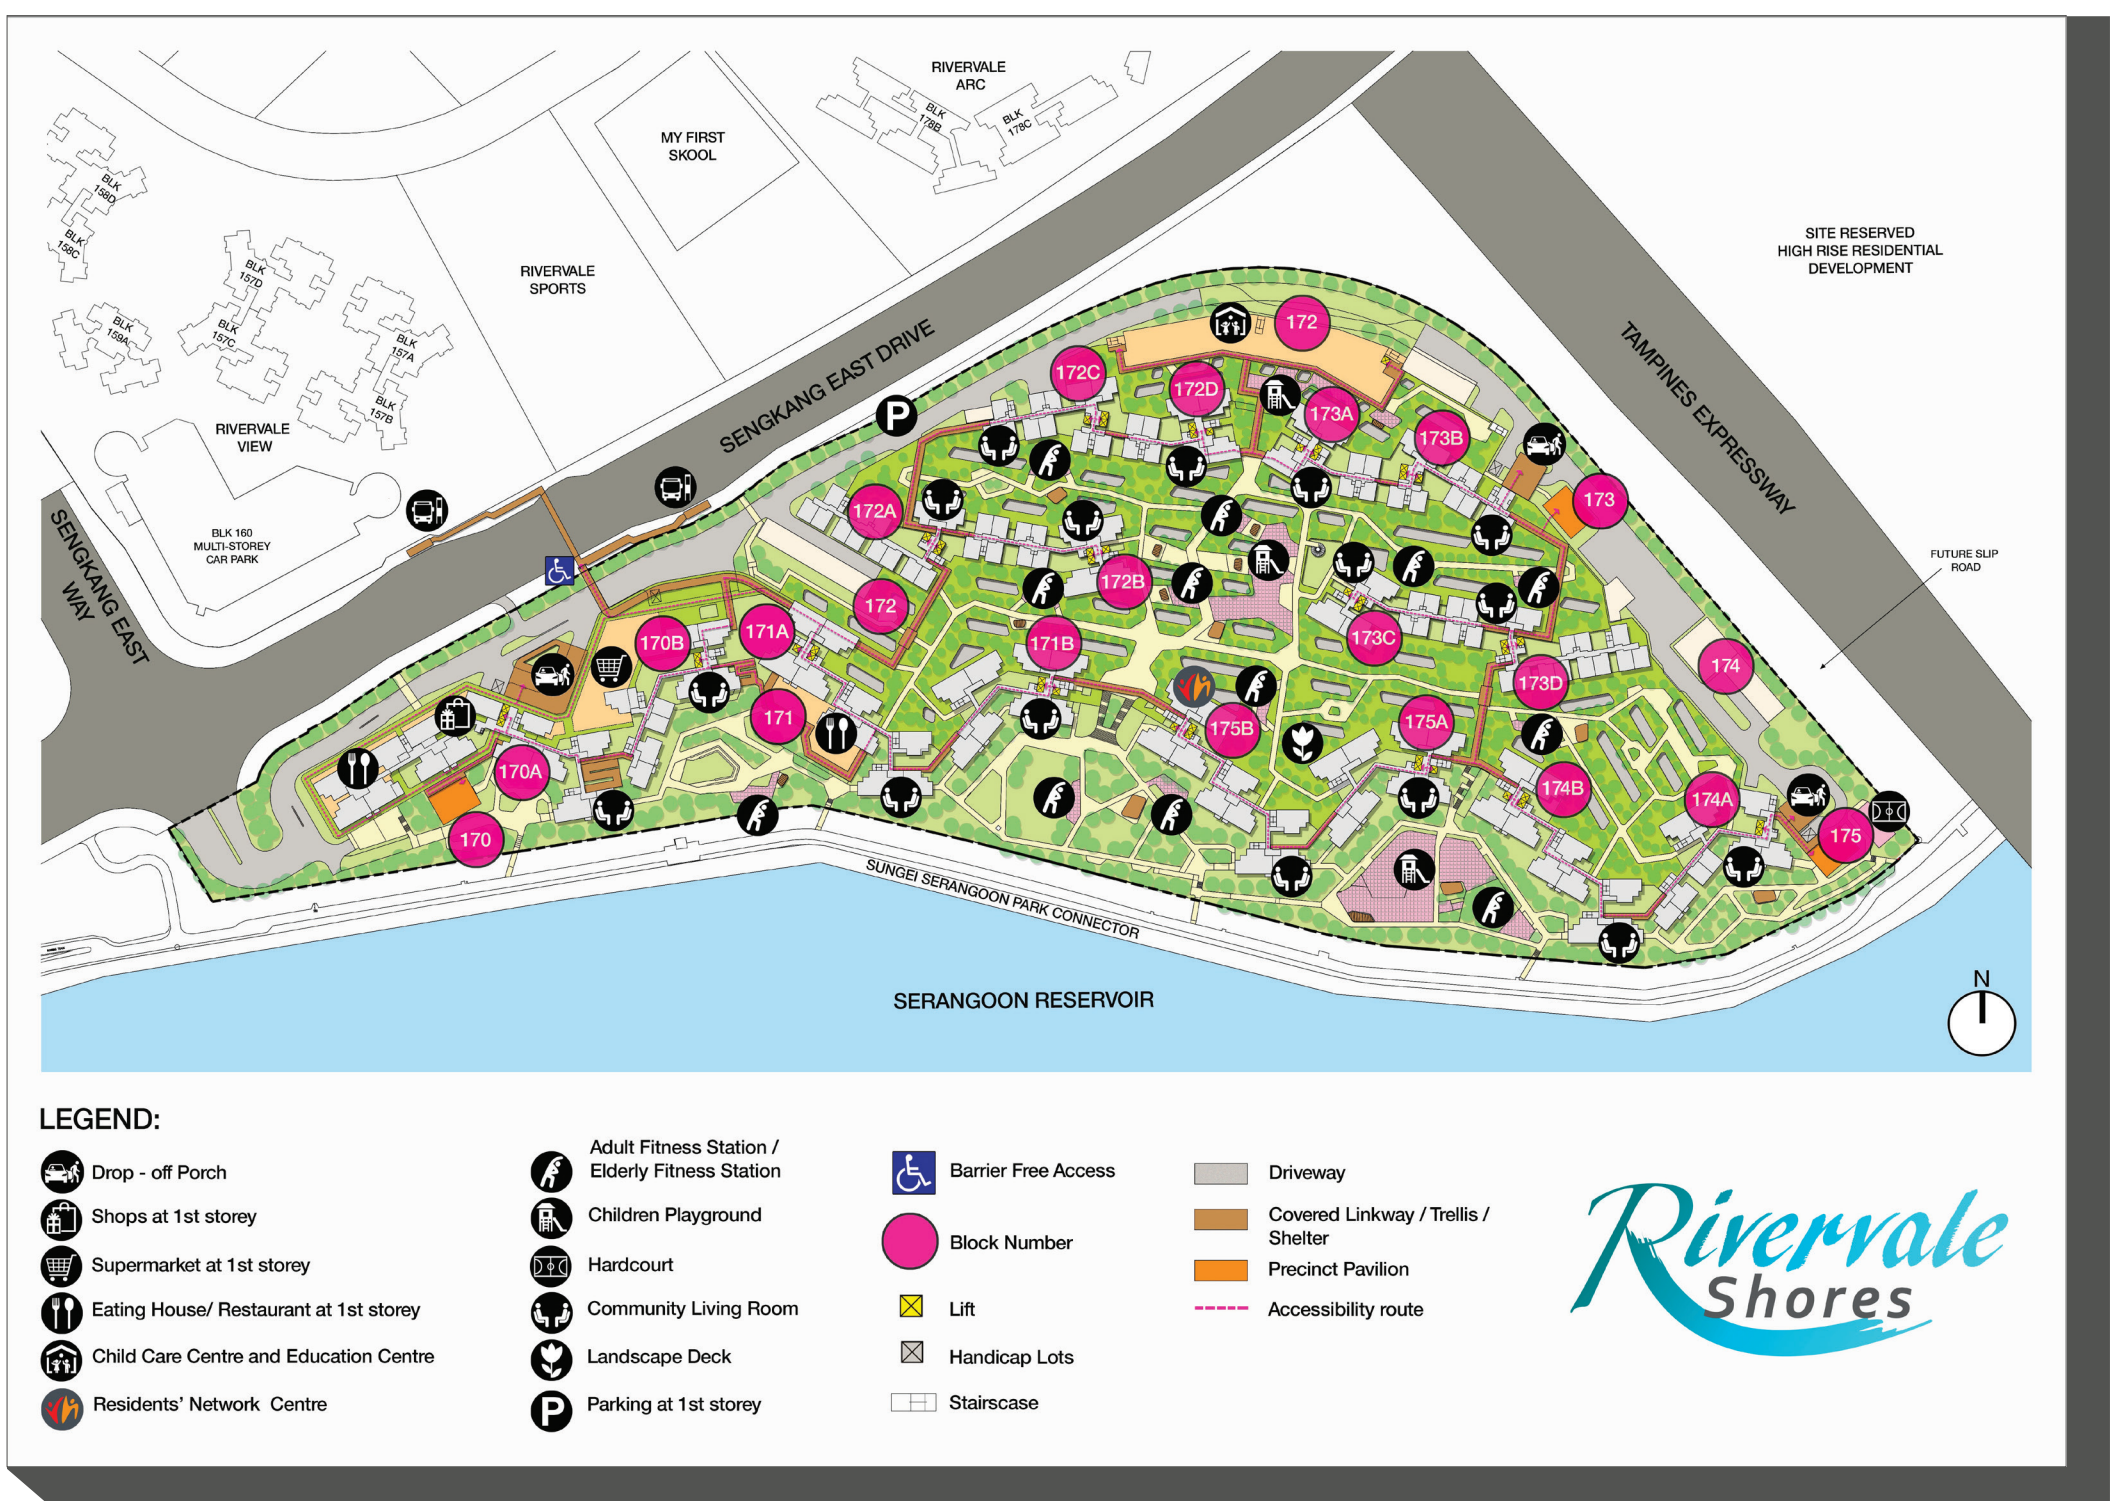 RIVERVALE
ARC
BLK
178B
BLK
178C
MY FIRST
SKOOL
BLK
158D
BLK
158C
RIVERVALE
SPORTS
BLK
157D
BLK
157C
BLK
159A
BLK
157A
BLK
157B
RIVERVALE
VIEW
BLK 160
MULTI-STOREY
CAR PARK
SENGKANG EAST
WAY
SENGKANG EAST DRIVE
TAMPINES EXPRESSWAY
SITE RESERVED
HIGH RISE RESIDENTIAL
DEVELOPMENT
FUTURE SLIP
ROAD
P
172
172C
172D
173A
173B
173
172A
172B
172
171A
170B
171B
173C
173D
174
171
175B
175A
170A
174B
174A
170
175
SUNGEI SERANGOON PARK CONNECTOR
SERANGOON RESERVOIR
N
LEGEND:
Drop - off Porch
Shops at 1st storey
Supermarket at 1st storey
Eating House/ Restaurant at 1st storey
Child Care Centre and Education Centre
Residents' Network Centre
Adult Fitness Station /
Elderly Fitness Station
Children Playground
Hardcourt
Community Living Room
Landscape Deck
P
Parking at 1st storey
Barrier Free Access
Block Number
Lift
Handicap Lots
Stairscase
Driveway
Covered Linkway / Trellis /
Shelter
Precinct Pavilion
Accessibility route
Rivervale
Shores